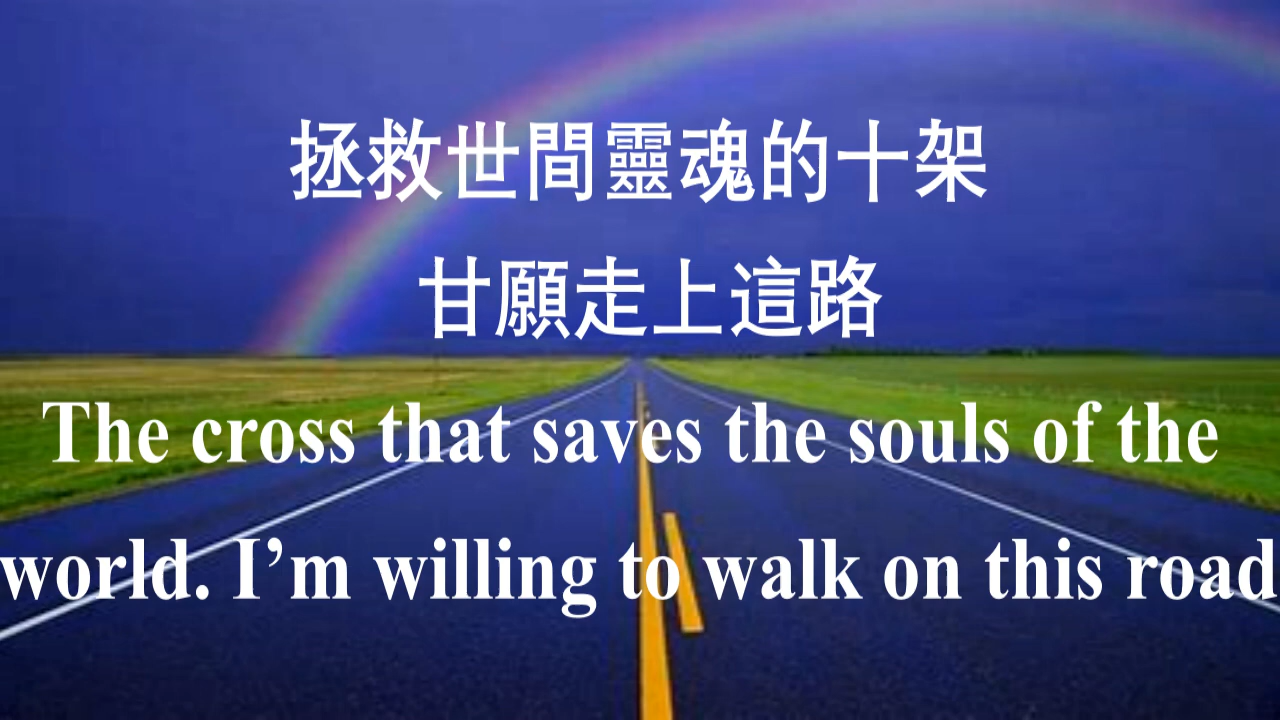 拯救世間靈魂的十架
甘願走上這路
The cross that saves the souls of the
world. I’m willing to walk on this road